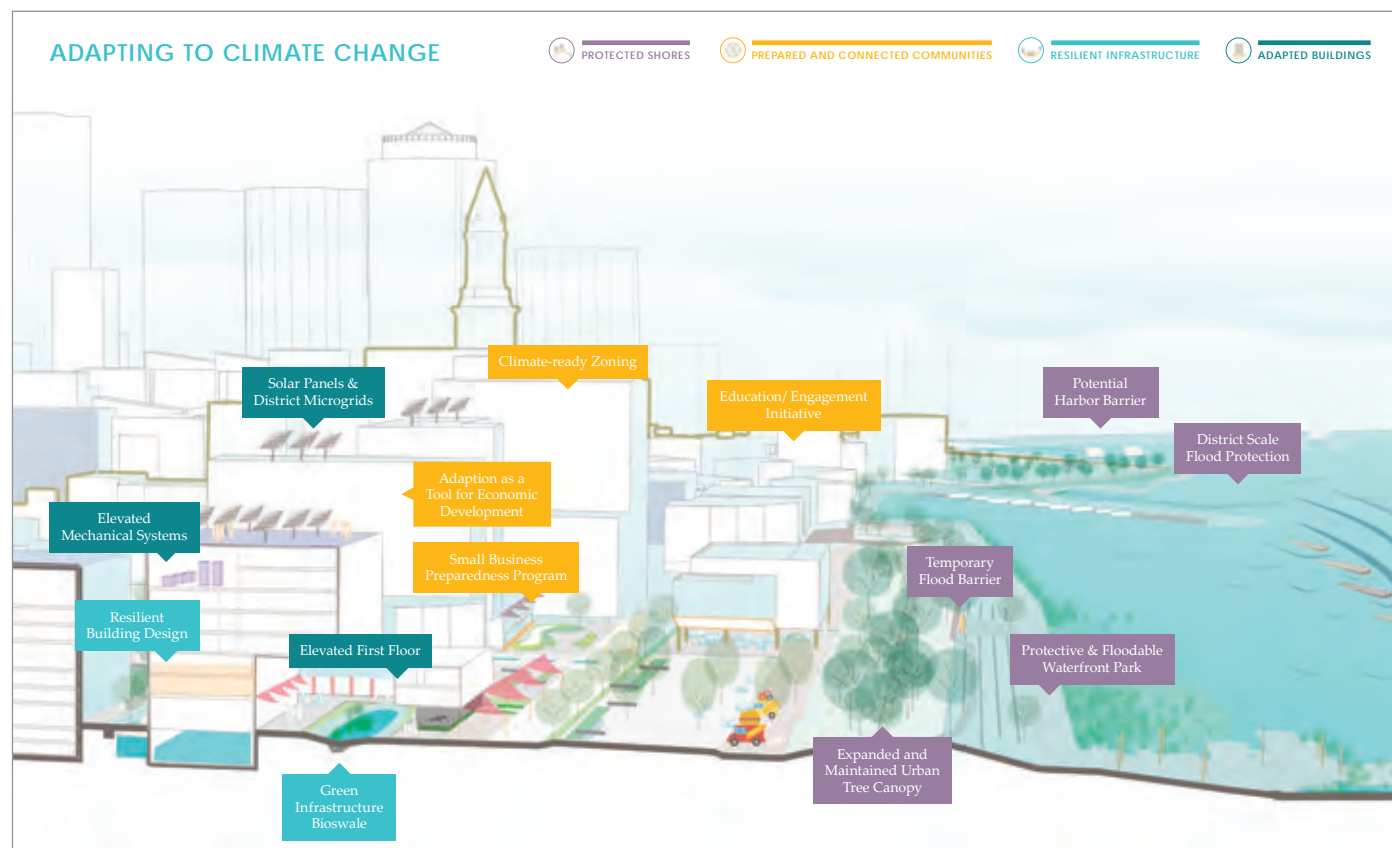 ADAPTING TO CLIMATE CHANGE
PROTECTED SHORES
PREPARED AND CONNECTED COMMUNITIES
RESILIENT INFRASTRUCTURE
ADAPTED BUILDINGS
Climate-ready Zoning
Solar Panels &
District Microgrids
Education/ Engagement
Initiative
Potential
Harbor Barrier
District Scale
Flood Protection
Adaption as a
Tool for Economic
Development
Elevated
Mechanical Systems
Small Business
Preparedness Program
Temporary
Flood Barrier
Resilient
Building Design
Elevated First Floor
Protective & Floodable
Waterfront Park
Expanded and
Maintained Urban
Tree Canopy
Green
Infrastructure
Bioswale